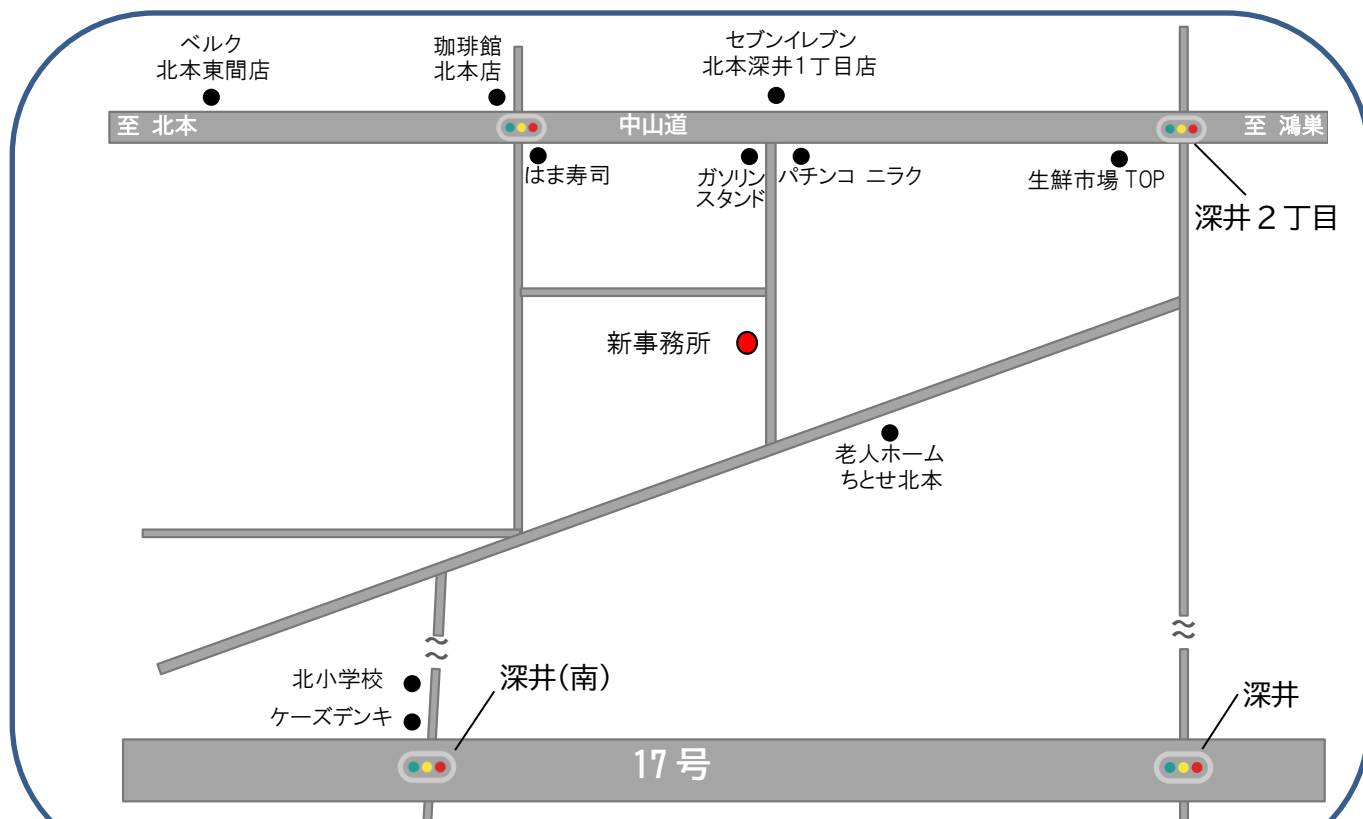 ベルク
北本東間店
珈琲館
北本店
セブンイレブン
北本深井1丁目店
至 北本
中山道
至 鴻巣
はま寿司
ガソリン
スタンド
パチンコ ニラク
生鮮市場 TOP
深井2丁目
新事務所
老人ホーム
ちとせ北本
北小学校
ケーズデンキ
深井(南)
深井
17号